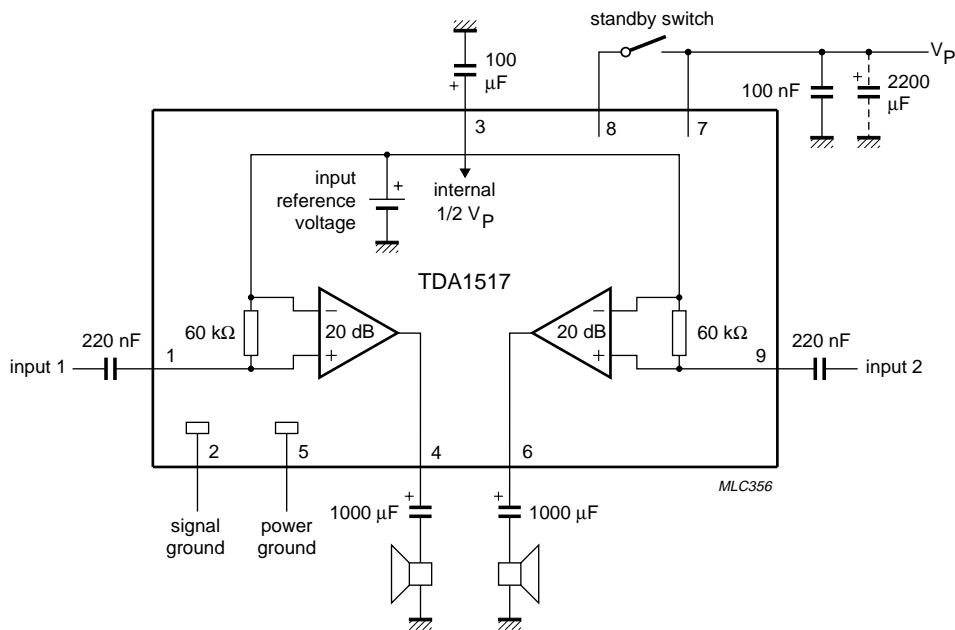 standby switch
100
µF
+
V_P
100 nF
+
2200
µF
3
8
7
input
reference
voltage
+
internal
1/2 V_P
TDA1517
60 kΩ
−
20 dB
+
−
20 dB
+
60 kΩ
220 nF
1
9
220 nF
input 1
input 2
2
5
4
6
MLC356
+
1000 µF
+
1000 µF
signal
ground
power
ground